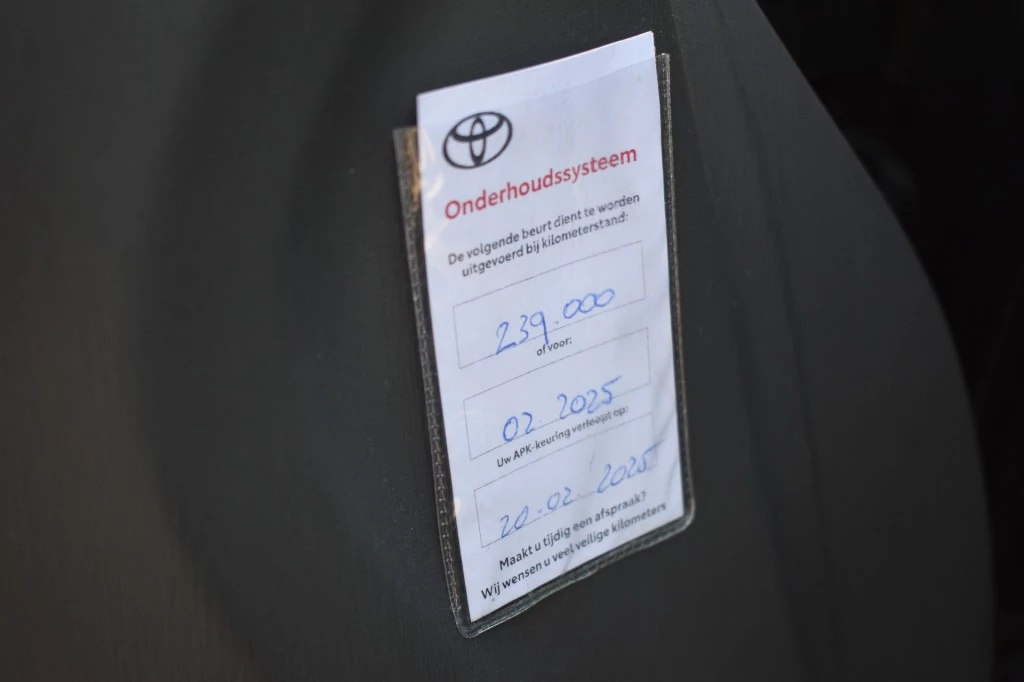 Onderhoudssysteem
De volgende beurt dient te worden
uitgevoerd bij kilometerstand:
239.000
of voor:
02. 2025
Uw APK-keuring verloopt op:
20-02. 2025
Maakt u tijdig een afspraak?
Wij wensen u veel veilige kilometers